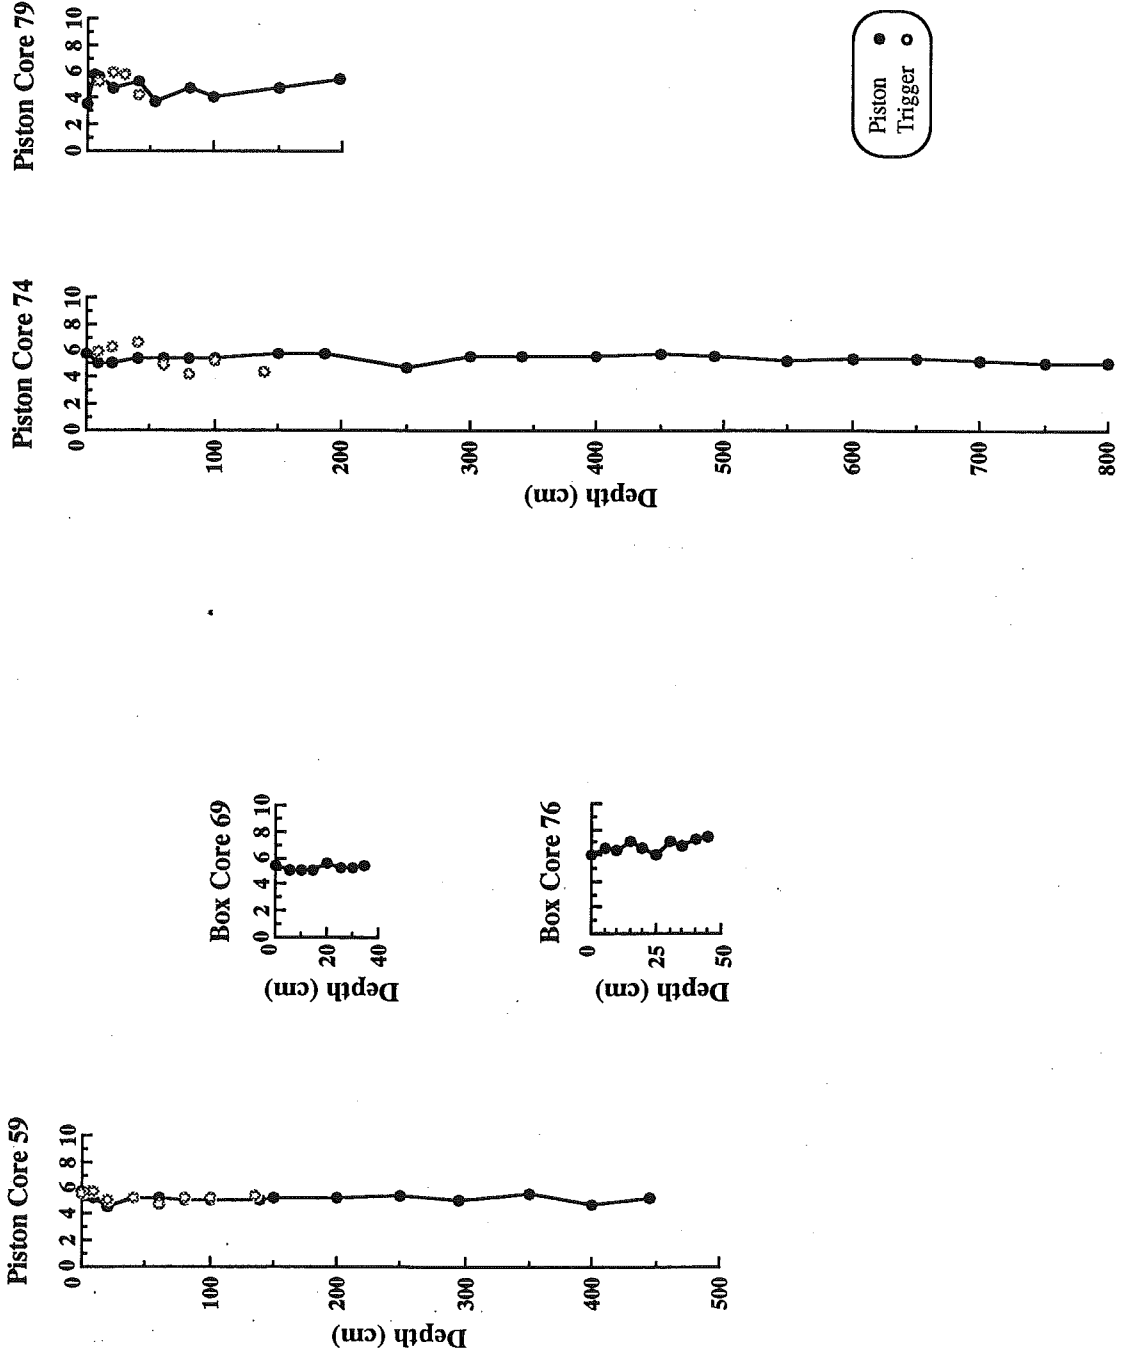 Piston Core 59
0 2 4 6 8 10
0
100
200
300
400
500
Depth (cm)
Box Core 69
0 2 4 6 8 10
0
20
40
Depth (cm)
Box Core 76
0
25
50
Depth (cm)
Piston Core 74
0 2 4 6 8 10
100
200
300
400
500
600
700
800
Depth (cm)
Piston Core 79
0 2 4 6 8 10
Piston
Trigger